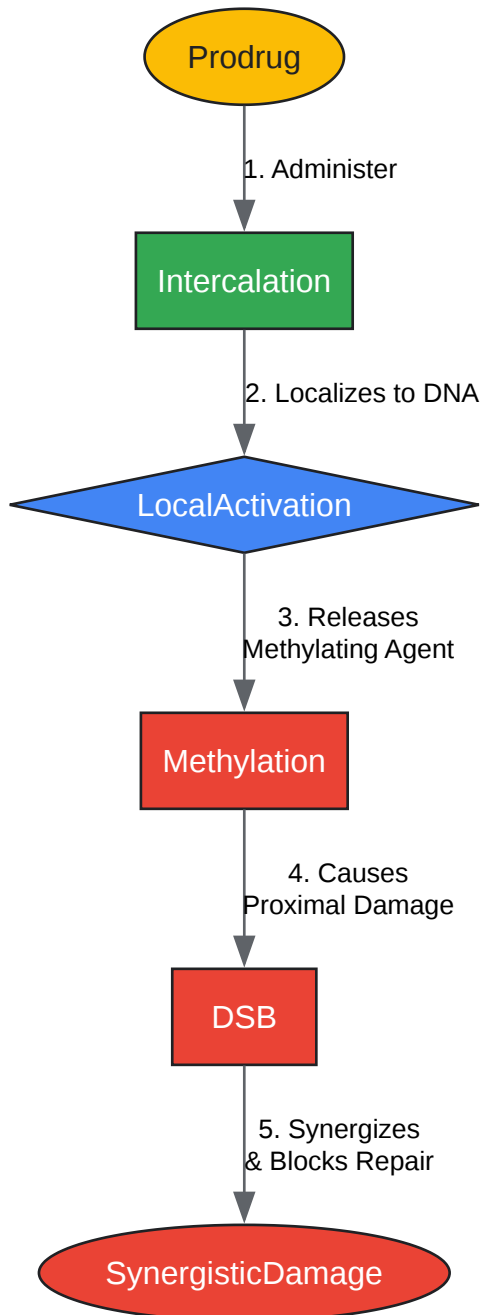 Prodrug
1. Administer
Intercalation
2. Localizes to DNA
LocalActivation
3. Releases
Methylating Agent
Methylation
4. Causes
Proximal Damage
DSB
5. Synergizes
& Blocks Repair
SynergisticDamage